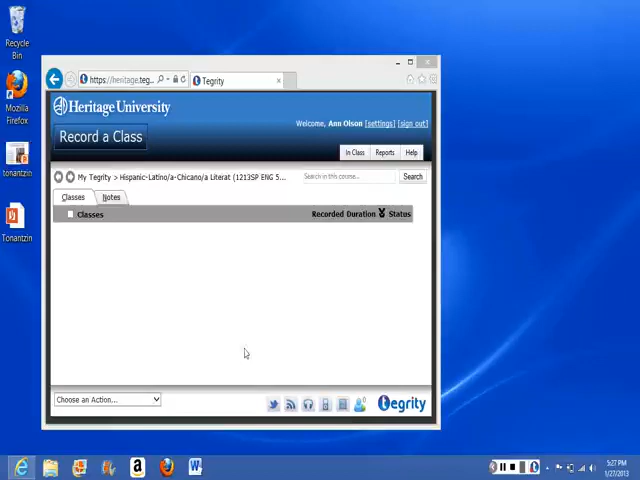 Recycle
Bin
Mozilla
Firefox
tonantzin
Tonantzin
https://heritage.teg...
Tegrity
Heritage University
Welcome, Ann Olson [settings] [sign out]
Record a Class
In Class Reports Help
My Tegrity > Hispanic-Latino/a-Chicano/a Literat (1213SP ENG 5...
Search in this course...
Search
Classes Notes
Classes Recorded Duration Status
Choose an Action...
0
tegrity
5:27 PM
1/27/2013